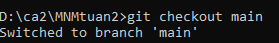 D:\ca2\MNMtuan2>git checkout main
Switched to branch 'main'